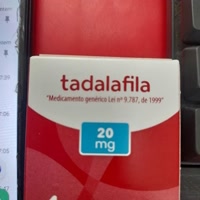 tadalafila
"Medicamento genérico Lei nº 9.787, de 1999"
20
mg